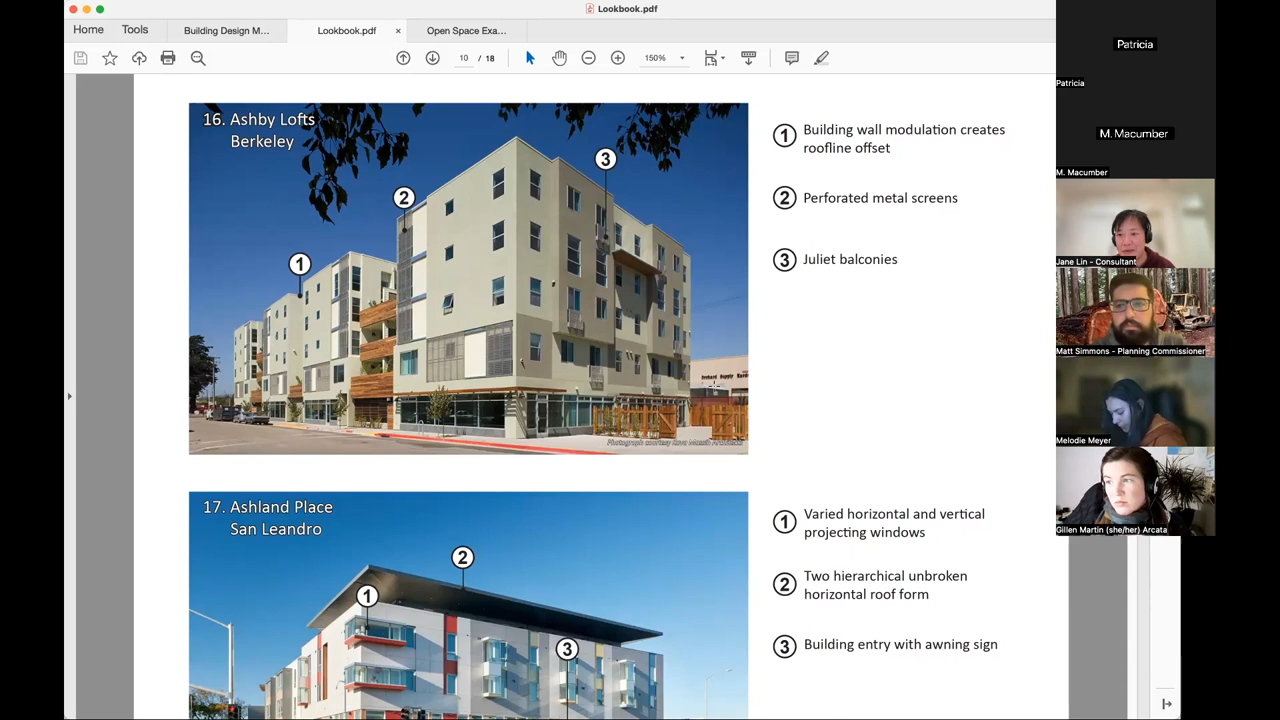 Lookbook.pdf
Home
Tools
Building Design M...
Lookbook.pdf
×
Open Space Exa...
10 / 18
150%
16. Ashby Lofts
Berkeley
1
2
3
1 Building wall modulation creates
roofline offset
2 Perforated metal screens
3 Juliet balconies
17. Ashland Place
San Leandro
1
2
3
1 Varied horizontal and vertical
projecting windows
2 Two hierarchical unbroken
horizontal roof form
3 Building entry with awning sign
Patricia
Patricia
M. Macumber
M. Macumber
Jane Lin - Consultant
Matt Simmons - Planning Commissioner
Melodie Meyer
Gillen Martin (she/her) Arcata